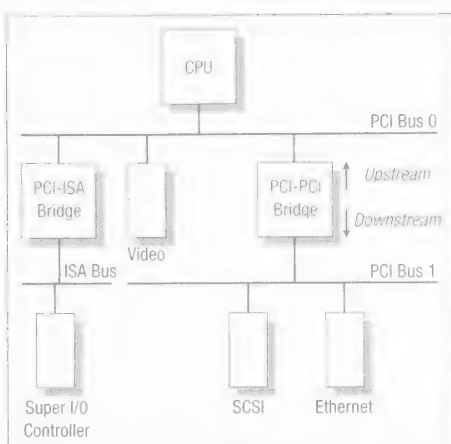 CPU
PCI Bus 0
PCI-ISA
Bridge
Video
PCI-PCI
Bridge
Upstream
Downstream
ISA Bus
PCI Bus 1
Super I/O
Controller
SCSI
Ethernet